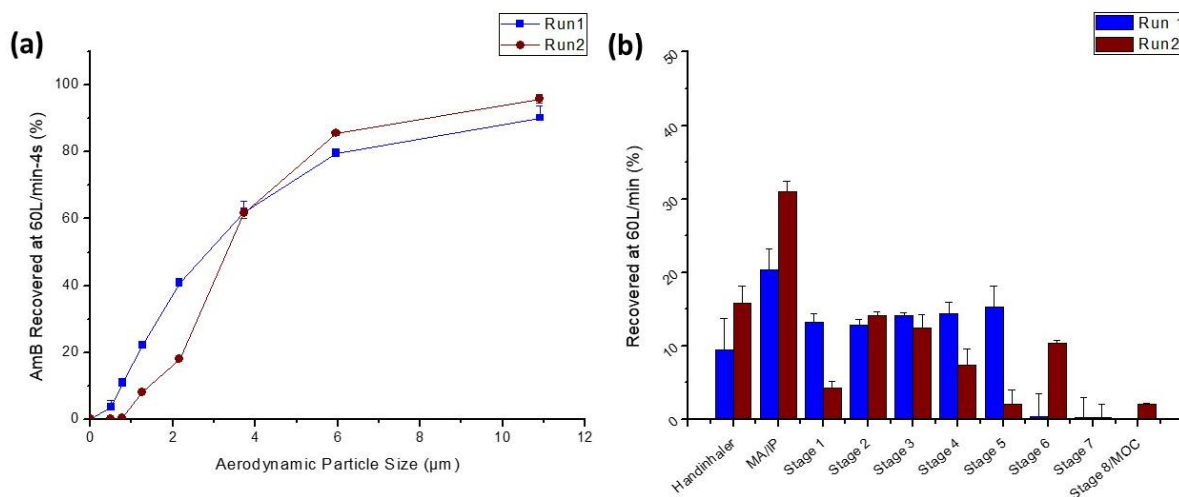 (a)
Run1
Run2
AmB Recovered at 60L/min-4s (%)
100
80
60
40
20
0
0 2 4 6 8 10 12
Aerodynamic Particle Size (µm)
(b)
Run 1
Run2
Recovered at 60L/min (%)
50
40
30
20
10
0
Handinhaler
MA/IP
Stage 1
Stage 2
Stage 3
Stage 4
Stage 5
Stage 6
Stage 7
Stage 8/MOC